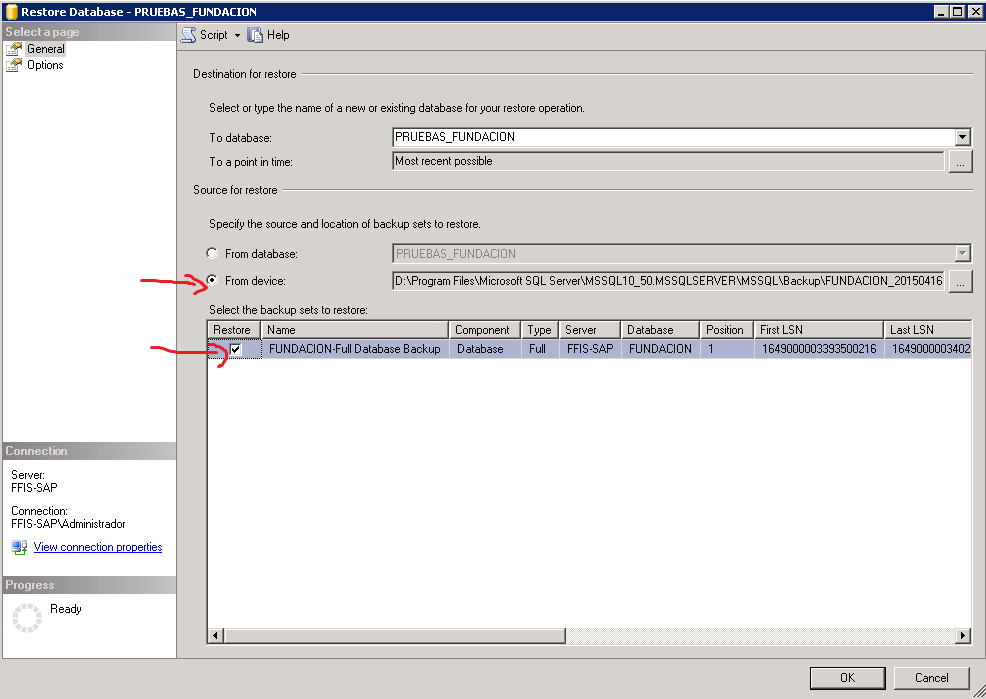 Restore Database - PRUEBAS_FUNDACION
Select a page
General
Options
Script
Help
Destination for restore
Select or type the name of a new or existing database for your restore operation.
To database: PRUEBAS_FUNDACION
To a point in time: Most recent possible ...
Source for restore
Specify the source and location of backup sets to restore.
From database: PRUEBAS_FUNDACION
From device: D:\Program Files\Microsoft SQL Server\MSSQL10_50.MSSQLSERVER\MSSQL\Backup\FUNDACION_20150416 ...
Select the backup sets to restore:
Restore Name Component Type Server Database Position First LSN Last LSN
FUNDACION-Full Database Backup Database Full FFIS-SAP FUNDACION 1 1649000003393500216 1649000003402
Connection
Server:
FFIS-SAP
Connection:
FFIS-SAP\Administrador
View connection properties
Progress
Ready
OK Cancel